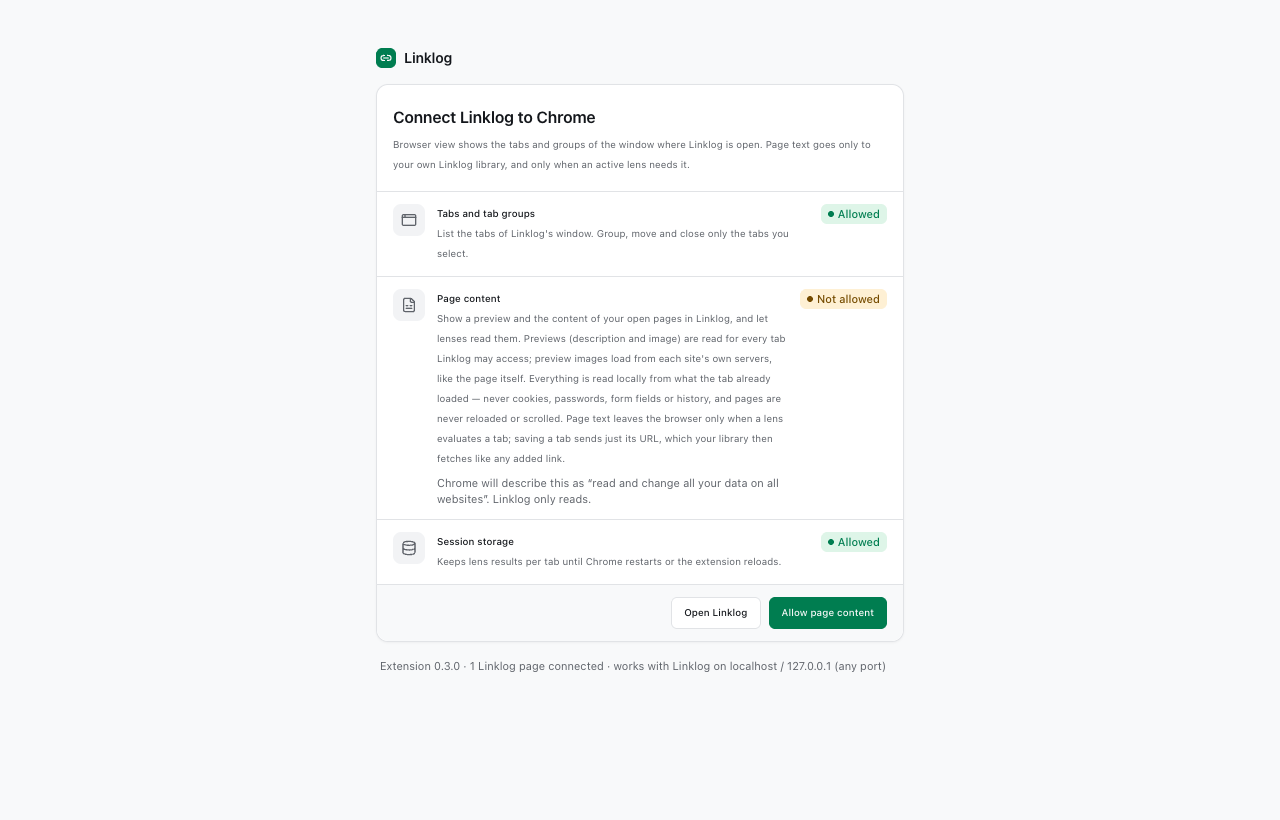 Linklog
Connect Linklog to Chrome
Browser view shows the tabs and groups of the window where Linklog is open. Page text goes only to
your own Linklog library, and only when an active lens needs it.
Tabs and tab groups
Allowed
List the tabs of Linklog's window. Group, move and close only the tabs you
select.
Page content
Not allowed
Show a preview and the content of your open pages in Linklog, and let
lenses read them. Previews (description and image) are read for every tab
Linklog may access; preview images load from each site's own servers,
like the page itself. Everything is read locally from what the tab already
loaded — never cookies, passwords, form fields or history, and pages are
never reloaded or scrolled. Page text leaves the browser only when a lens
evaluates a tab; saving a tab sends just its URL, which your library then
fetches like any added link.
Chrome will describe this as “read and change all your data on all
websites”. Linklog only reads.
Session storage
Allowed
Keeps lens results per tab until Chrome restarts or the extension reloads.
Open Linklog
Allow page content
Extension 0.3.0 · 1 Linklog page connected · works with Linklog on localhost / 127.0.0.1 (any port)